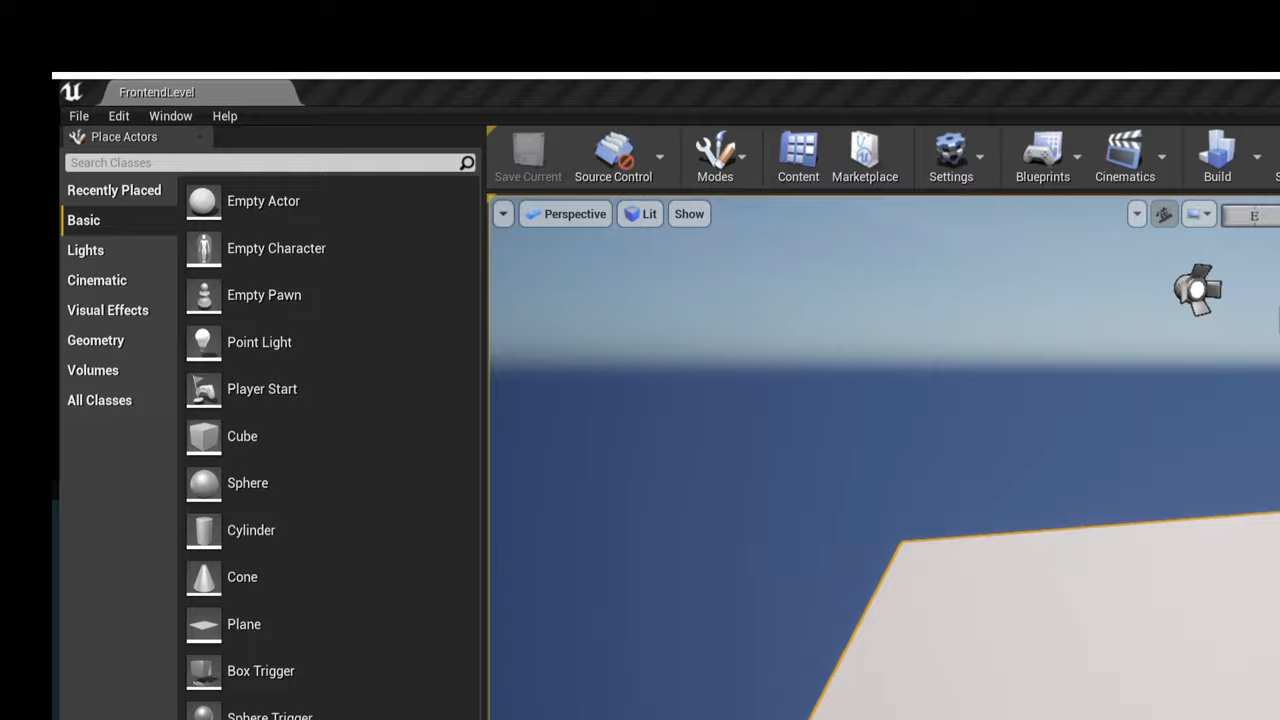 FrontendLevel
File Edit Window Help
Place Actors
Search Classes
Recently Placed
Basic
Lights
Cinematic
Visual Effects
Geometry
Volumes
All Classes
Empty Actor
Empty Character
Empty Pawn
Point Light
Player Start
Cube
Sphere
Cylinder
Cone
Plane
Box Trigger
Sphere Trigger
Save Current Source Control Modes Content Marketplace Settings Blueprints Cinematics Build
Perspective Lit Show
E